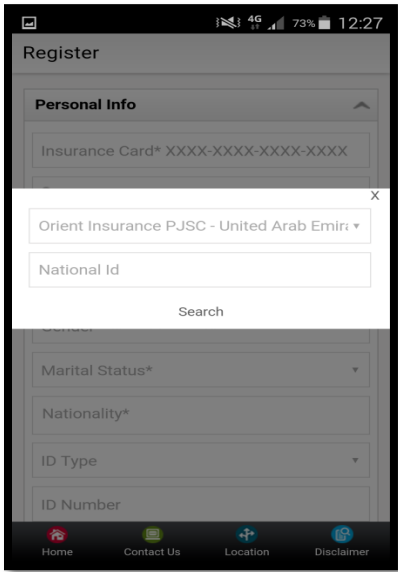 4G 73% 12:27
Register
Personal Info
Insurance Card* XXXX-XXXX-XXXX-XXXX
X
Orient Insurance PJSC - United Arab Emira
National Id
Search
Gender
Marital Status*
Nationality*
ID Type
ID Number
Home Contact Us Location Disclaimer